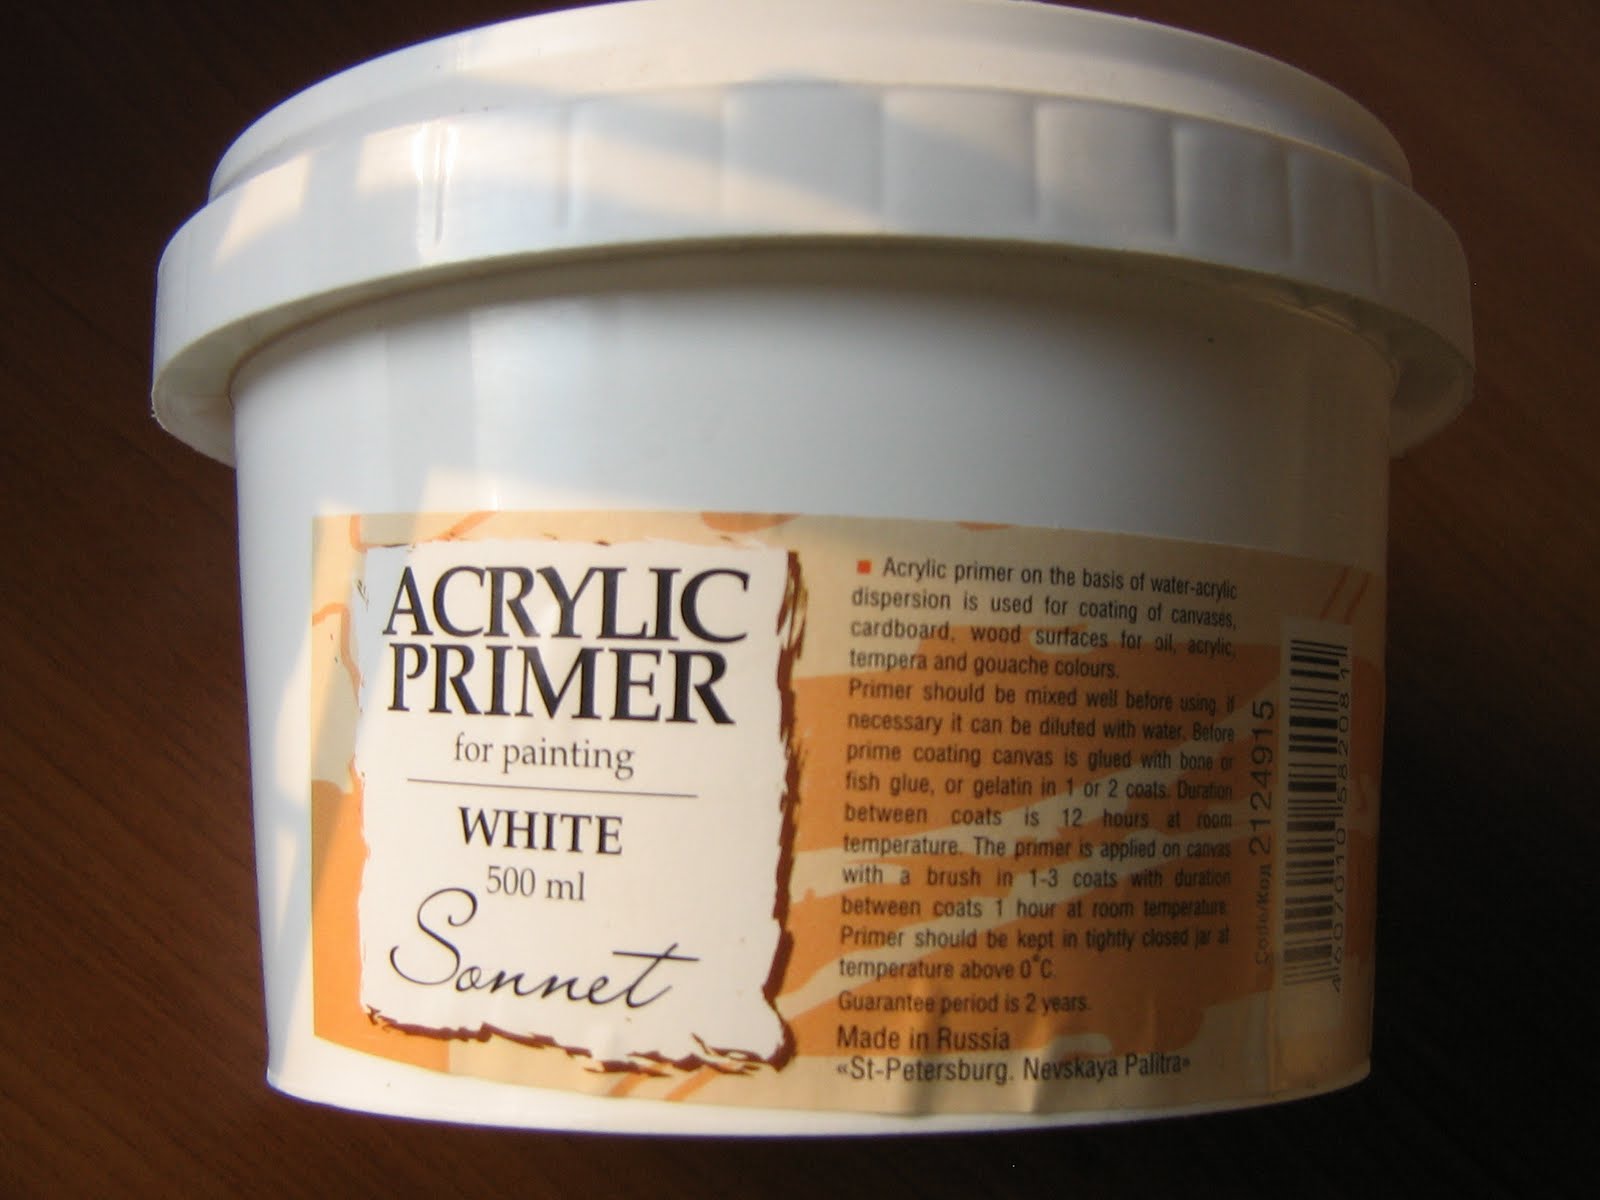 ACRYLIC
PRIMER
for painting
WHITE
500 ml
Sonnet
Acrylic primer on the basis of water-acrylic
dispersion is used for coating of canvases,
cardboard, wood surfaces for oil, acrylic,
tempera and gouache colours.
Primer should be mixed well before using, if
necessary it can be diluted with water. Before
prime coating canvas is glued with bone or
fish glue, or gelatin in 1 or 2 coats. Duration
between coats is 12 hours at room
temperature. The primer is applied on canvas
with a brush in 1-3 coats with duration
between coats 1 hour at room temperature.
Primer should be kept in tightly closed jar at
temperature above 0°C.
Guarantee period is 2 years.
Made in Russia
«St-Petersburg. Nevskaya Palitra»
Code/Код 2124915
4607010582081